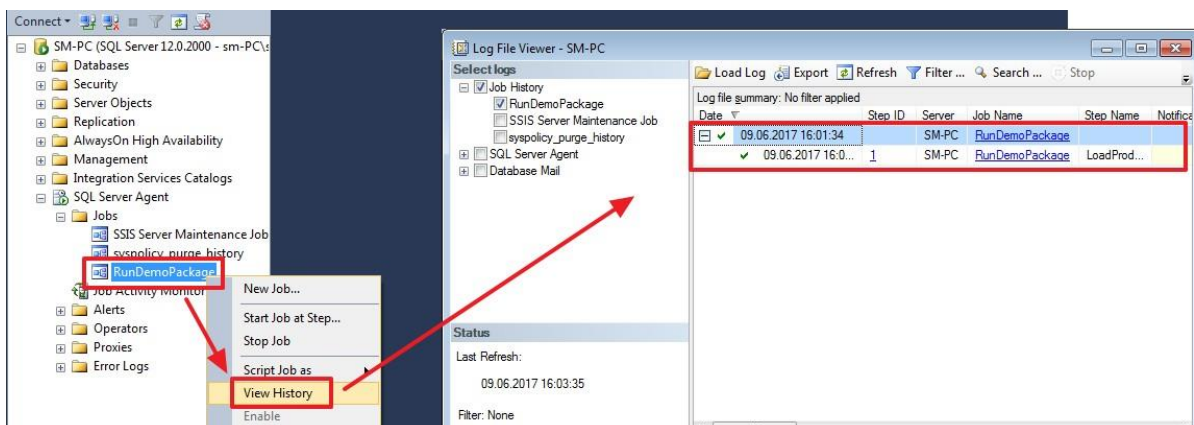 Connect
SM-PC (SQL Server 12.0.2000 - sm-PC\s
Databases
Security
Server Objects
Replication
AlwaysOn High Availability
Management
Integration Services Catalogs
SQL Server Agent
Jobs
SSIS Server Maintenance Job
syspolicy_purge_history
RunDemoPackage
Job Activity Monitor
Alerts
Operators
Proxies
Error Logs
New Job...
Start Job at Step...
Stop Job
Script Job as
View History
Enable
Log File Viewer - SM-PC
Select logs
Job History
RunDemoPackage
SSIS Server Maintenance Job
syspolicy_purge_history
SQL Server Agent
Database Mail
Status
Last Refresh:
09.06.2017 16:03:35
Filter: None
Load Log Export Refresh Filter ... Search ... Stop
Log file summary: No filter applied
Date Step ID Server Job Name Step Name Notifica
09.06.2017 16:01:34 SM-PC RunDemoPackage
09.06.2017 16:0... 1 SM-PC RunDemoPackage LoadProd...